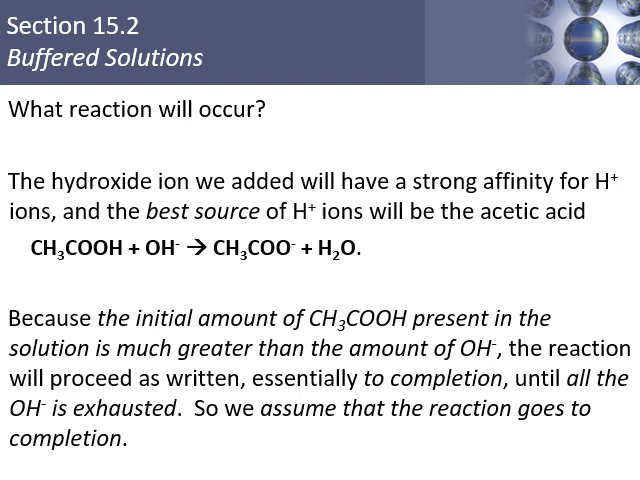 Section 15.2
Buffered Solutions
What reaction will occur?
The hydroxide ion we added will have a strong affinity for H⁺
ions, and the best source of H⁺ ions will be the acetic acid
CH₃COOH + OH⁻ → CH₃COO⁻ + H₂O.
Because the initial amount of CH₃COOH present in the
solution is much greater than the amount of OH⁻, the reaction
will proceed as written, essentially to completion, until all the
OH⁻ is exhausted. So we assume that the reaction goes to
completion.